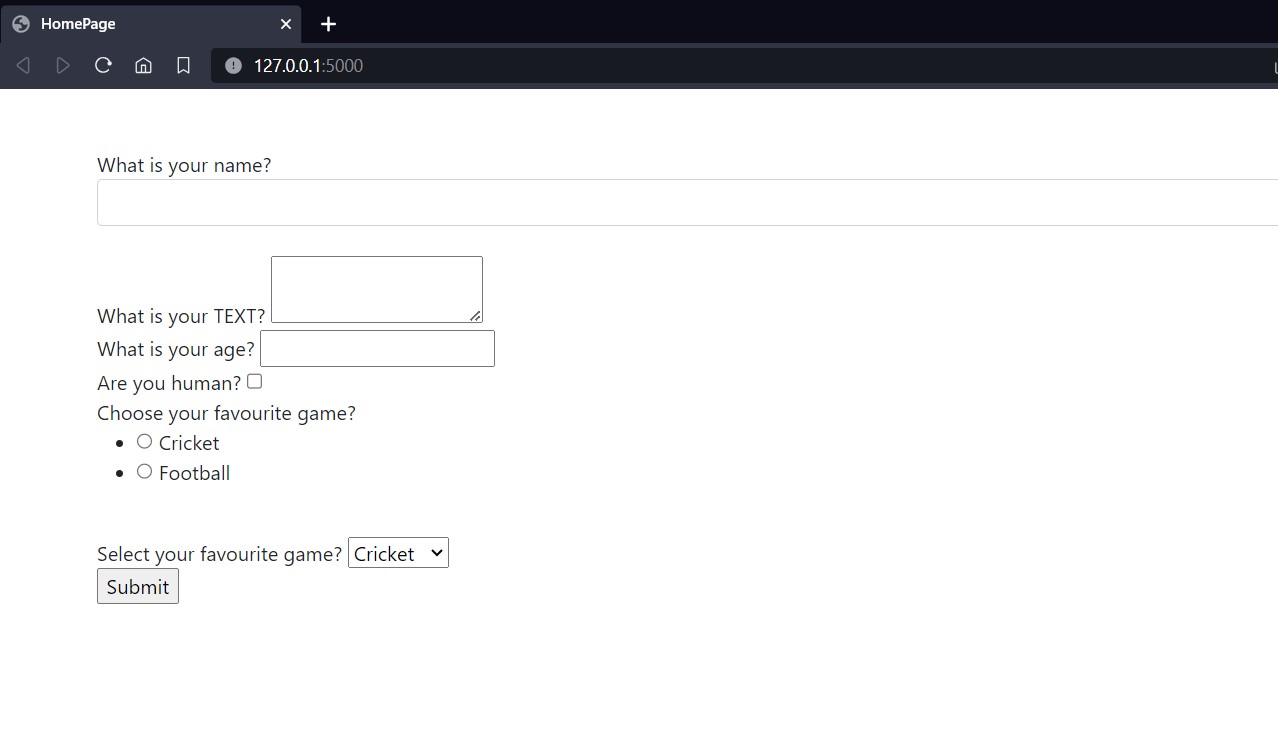 HomePage
127.0.0.1:5000
What is your name?
What is your TEXT?
What is your age?
Are you human?
Choose your favourite game?
Cricket
Football
Select your favourite game? Cricket
Submit